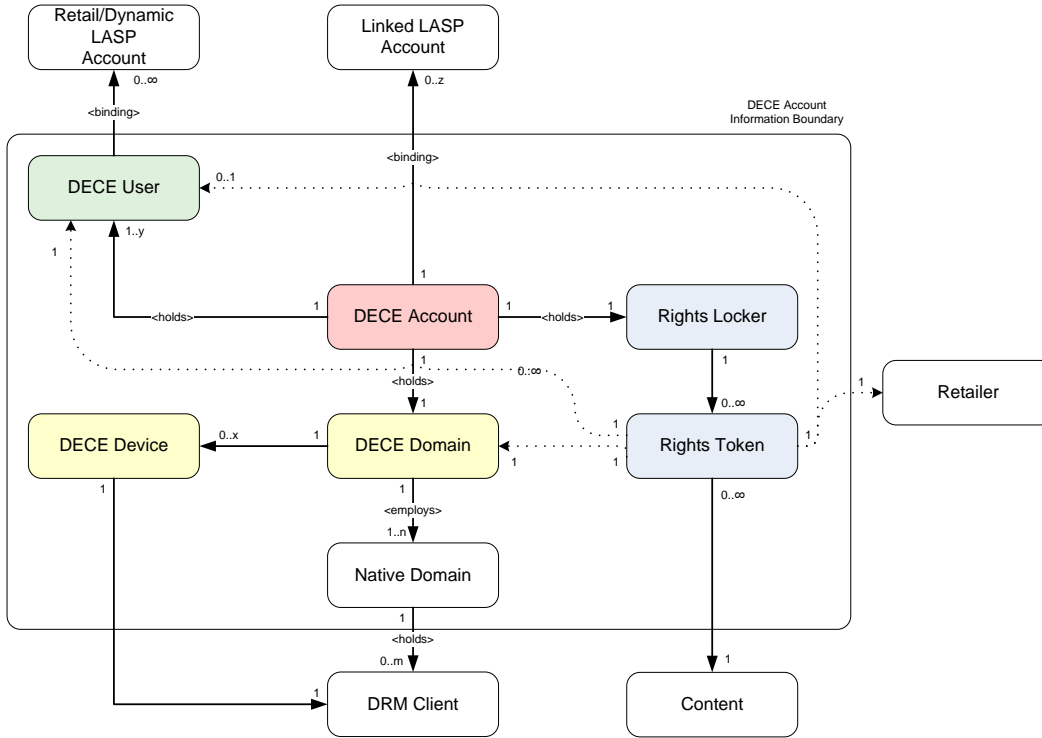 Retail/Dynamic
LASP
Account
Linked LASP
Account
0..∞
0..z
<binding>
<binding>
DECE Account
Information Boundary
DECE User
0..1
1..y
1
1
1
DECE Account
1
1
Rights Locker
<holds>
<holds>
1
1
<holds>
0..∞
1
Retailer
1
0..∞
1
DECE Device
0..x
1
DECE Domain
1
1
1
Rights Token
1
1
1
0..∞
<employs>
1..n
Native Domain
1
<holds>
0..m
1
1
DRM Client
Content